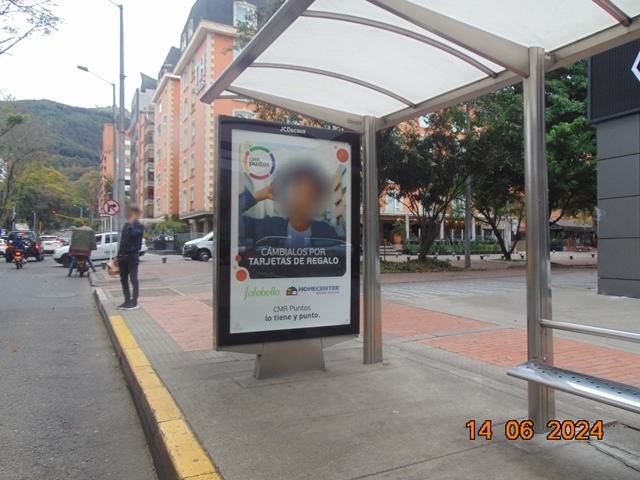 JCDecaux
CMR
puntos
CÁMBIALOS POR
TARJETAS DE REGALO
falabella
HOMECENTER
CMR Puntos
lo tiene y punto.
14 06 2024